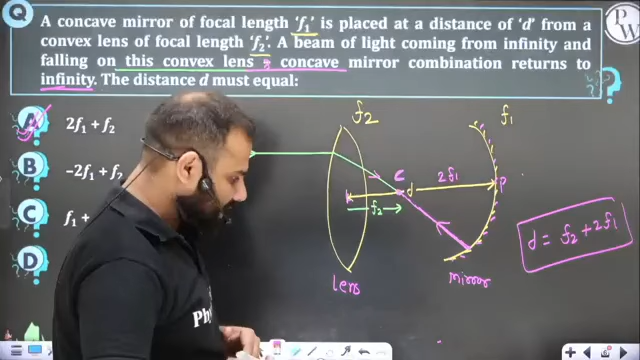 Q
A concave mirror of focal length 'f₁' is placed at a distance of 'd' from a
convex lens of focal length 'f₂'. A beam of light coming from infinity and
falling on this convex lens - concave mirror combination returns to
infinity. The distance d must equal:
P
W
A
2f₁ + f₂
B
-2f₁ + f₂
C
f₁ +
D
f₂
f₁
C
d
2f₁
P
f₂
d = f₂ + 2f₁
Lens
mirror